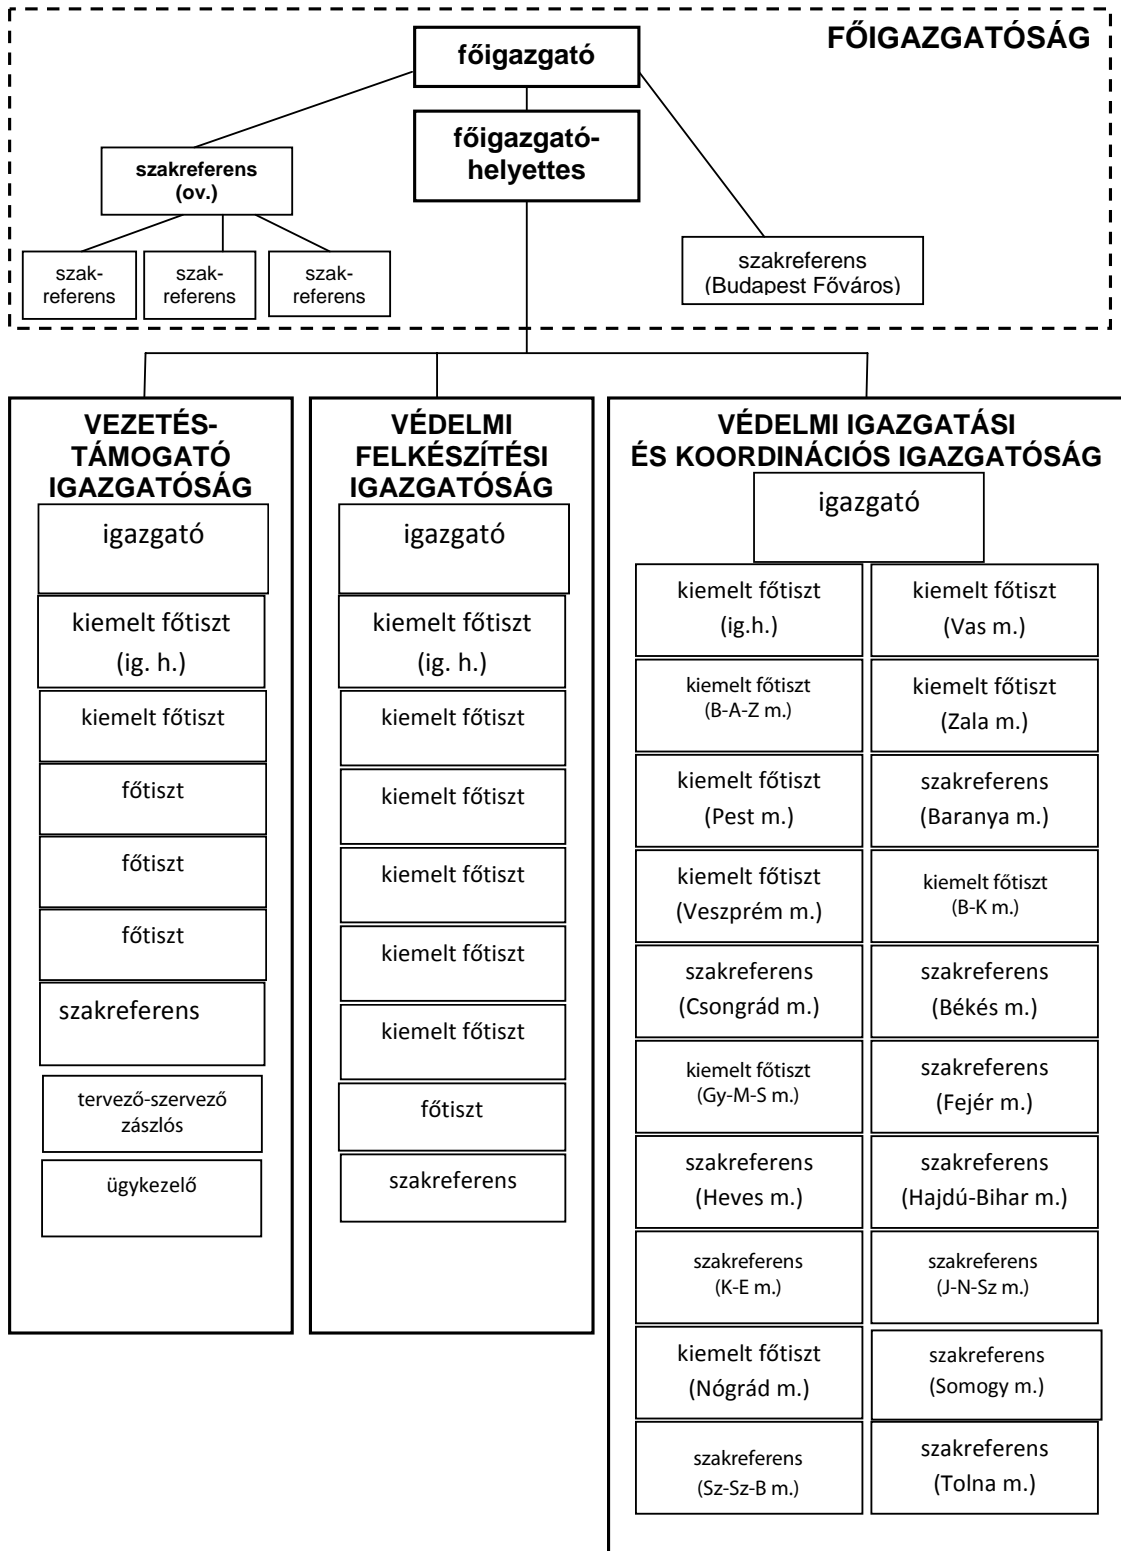 FŐIGAZGATÓSÁG
főigazgató
főigazgató-
helyettes
szakreferens
(ov.)
szak-
referens
szak-
referens
szak-
referens
szakreferens
(Budapest Főváros)
VEZETÉS-
TÁMOGATÓ
IGAZGATÓSÁG
igazgató
kiemelt főtiszt
(ig. h.)
kiemelt főtiszt
főtiszt
főtiszt
főtiszt
szakreferens
tervező-szervező
zászlós
ügykezelő
VÉDELMI
FELKÉSZÍTÉSI
IGAZGATÓSÁG
igazgató
kiemelt főtiszt
(ig. h.)
kiemelt főtiszt
kiemelt főtiszt
kiemelt főtiszt
kiemelt főtiszt
kiemelt főtiszt
főtiszt
szakreferens
VÉDELMI IGAZGATÁSI
ÉS KOORDINÁCIÓS IGAZGATÓSÁG
igazgató
kiemelt főtiszt
(ig.h.)
kiemelt főtiszt
(Vas m.)
kiemelt főtiszt
(B-A-Z m.)
kiemelt főtiszt
(Zala m.)
kiemelt főtiszt
(Pest m.)
szakreferens
(Baranya m.)
kiemelt főtiszt
(Veszprém m.)
kiemelt főtiszt
(B-K m.)
szakreferens
(Csongrád m.)
szakreferens
(Békés m.)
kiemelt főtiszt
(Gy-M-S m.)
szakreferens
(Fejér m.)
szakreferens
(Heves m.)
szakreferens
(Hajdú-Bihar m.)
szakreferens
(K-E m.)
szakreferens
(J-N-Sz m.)
kiemelt főtiszt
(Nógrád m.)
szakreferens
(Somogy m.)
szakreferens
(Sz-Sz-B m.)
szakreferens
(Tolna m.)